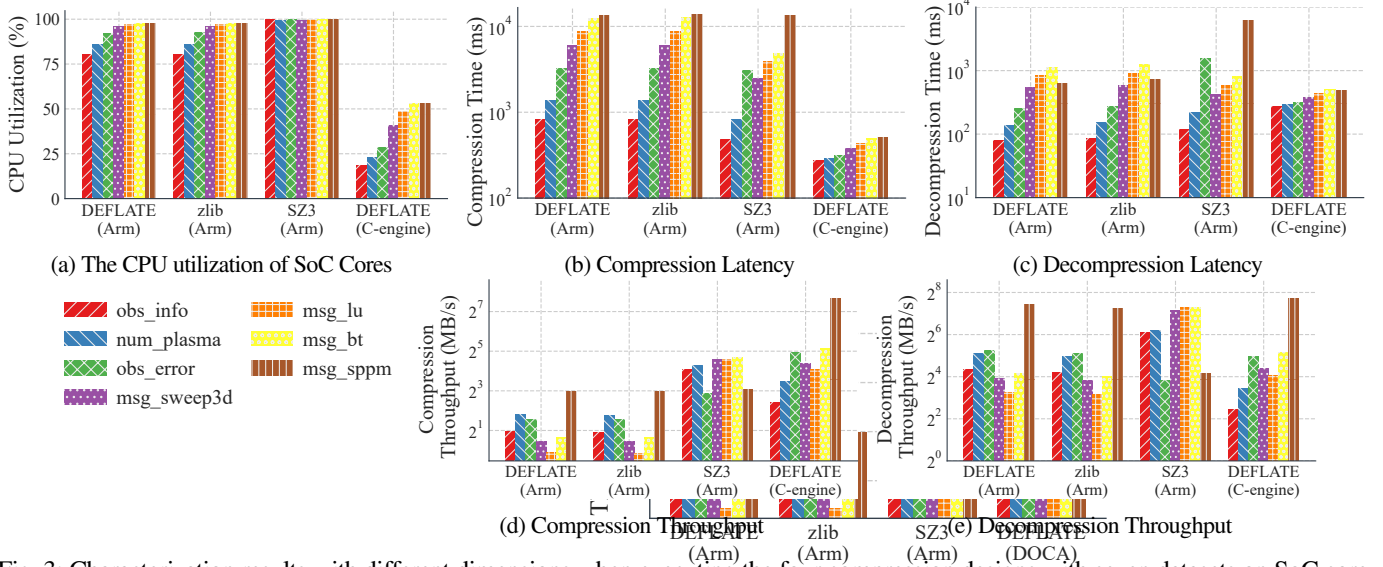 CPU Utilization (%)
100
75
50
25
0
DEFLATE
(Arm)
zlib
(Arm)
SZ3
(Arm)
DEFLATE
(C-engine)
(a) The CPU utilization of SoC Cores
Compression Time (ms)
10^4
10^3
10^2
DEFLATE
(Arm)
zlib
(Arm)
SZ3
(Arm)
DEFLATE
(C-engine)
(b) Compression Latency
Decompression Time (ms)
10^4
10^3
10^2
10^1
DEFLATE
(Arm)
zlib
(Arm)
SZ3
(Arm)
DEFLATE
(C-engine)
(c) Decompression Latency
obs_info
num_plasma
obs_error
msg_sweep3d
msg_lu
msg_bt
msg_sppm
Compression
Throughput (MB/s)
2^7
2^5
2^3
2^1
DEFLATE
(Arm)
zlib
(Arm)
SZ3
(Arm)
DEFLATE
(C-engine)
(d) Compression Throughput
Decompression
Throughput (MB/s)
2^8
2^6
2^4
2^2
2^0
DEFLATE
(Arm)
zlib
(Arm)
SZ3
(Arm)
DEFLATE
(C-engine)
(e) Decompression Throughput
T
DEFLATE
(Arm)
zlib
(Arm)
SZ3
(Arm)
DEFLATE
(DOCA)